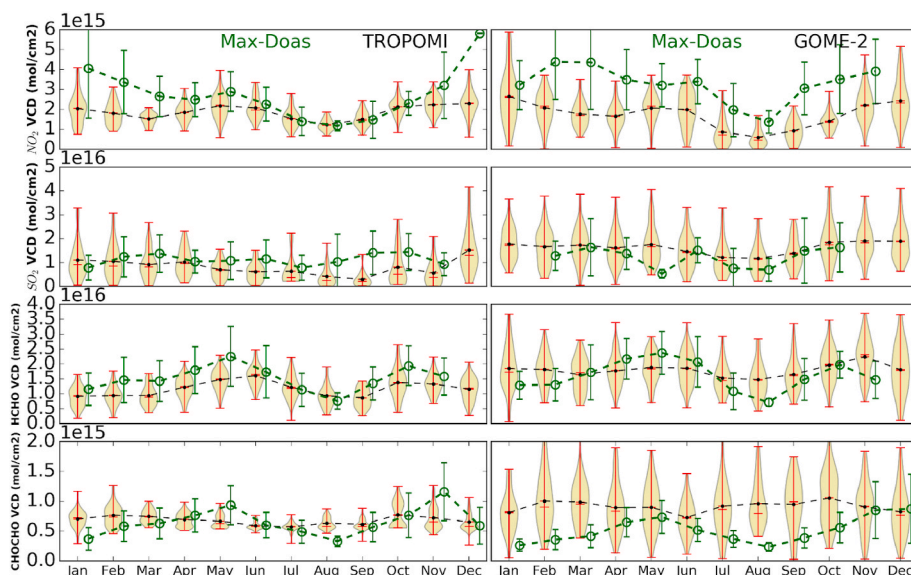 1e15
Max-Doas TROPOMI
Max-Doas GOME-2
NO₂ VCD (mol/cm2)
6
5
4
3
2
1
0
1e16
SO₂ VCD (mol/cm2)
5
4
3
2
1
0
1e16
HCHO VCD (mol/cm2)
4.0
3.5
3.0
2.5
2.0
1.5
1.0
0.5
0.0
1e15
CHOCHO VCD (mol/cm2)
2.0
1.5
1.0
0.5
0.0
Jan Feb Mar Apr May Jun Jul Aug Sep Oct Nov Dec
Jan Feb Mar Apr May Jun Jul Aug Sep Oct Nov Dec